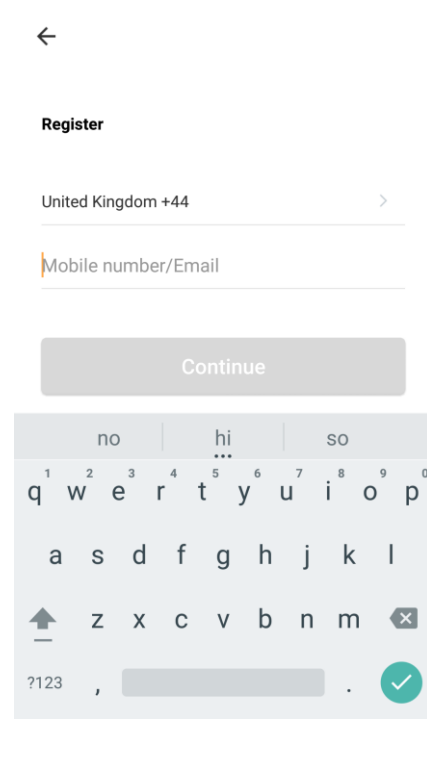 Register
United Kingdom +44
Mobile number/Email
Continue
no hi so
1 2 3 4 5 6 7 8 9 0
q w e r t y u i o p
a s d f g h j k l
z x c v b n m
?123 , .